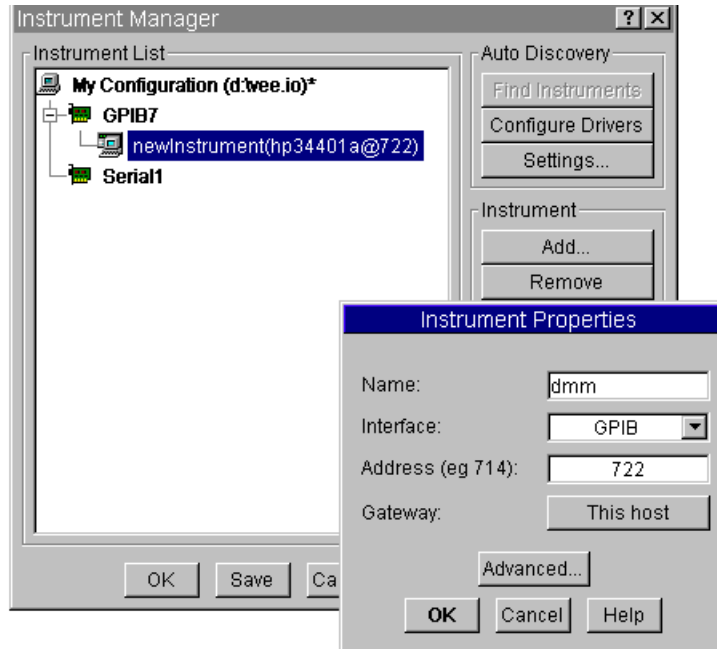 Instrument Manager
Instrument List
My Configuration (d:\vee.io)*
GPIB7
newInstrument(hp34401a@722)
Serial1
Auto Discovery
Find Instruments
Configure Drivers
Settings...
Instrument
Add...
Remove
OK
Save
Ca
Instrument Properties
Name:
dmm
Interface:
GPIB
Address (eg 714):
722
Gateway:
This host
Advanced...
OK
Cancel
Help